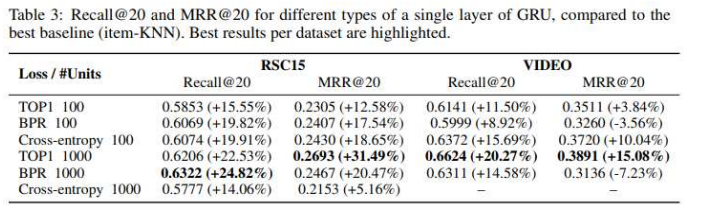 Table 3: Recall@20 and MRR@20 for different types of a single layer of GRU, compared to the
best baseline (item-KNN). Best results per dataset are highlighted.
Loss / #Units RSC15 VIDEO
Recall@20 MRR@20 Recall@20 MRR@20
TOP1 100 0.5853 (+15.55%) 0.2305 (+12.58%) 0.6141 (+11.50%) 0.3511 (+3.84%)
BPR 100 0.6069 (+19.82%) 0.2407 (+17.54%) 0.5999 (+8.92%) 0.3260 (-3.56%)
Cross-entropy 100 0.6074 (+19.91%) 0.2430 (+18.65%) 0.6372 (+15.69%) 0.3720 (+10.04%)
TOP1 1000 0.6206 (+22.53%) 0.2693 (+31.49%) 0.6624 (+20.27%) 0.3891 (+15.08%)
BPR 1000 0.6322 (+24.82%) 0.2467 (+20.47%) 0.6311 (+14.58%) 0.3136 (-7.23%)
Cross-entropy 1000 0.5777 (+14.06%) 0.2153 (+5.16%) – –